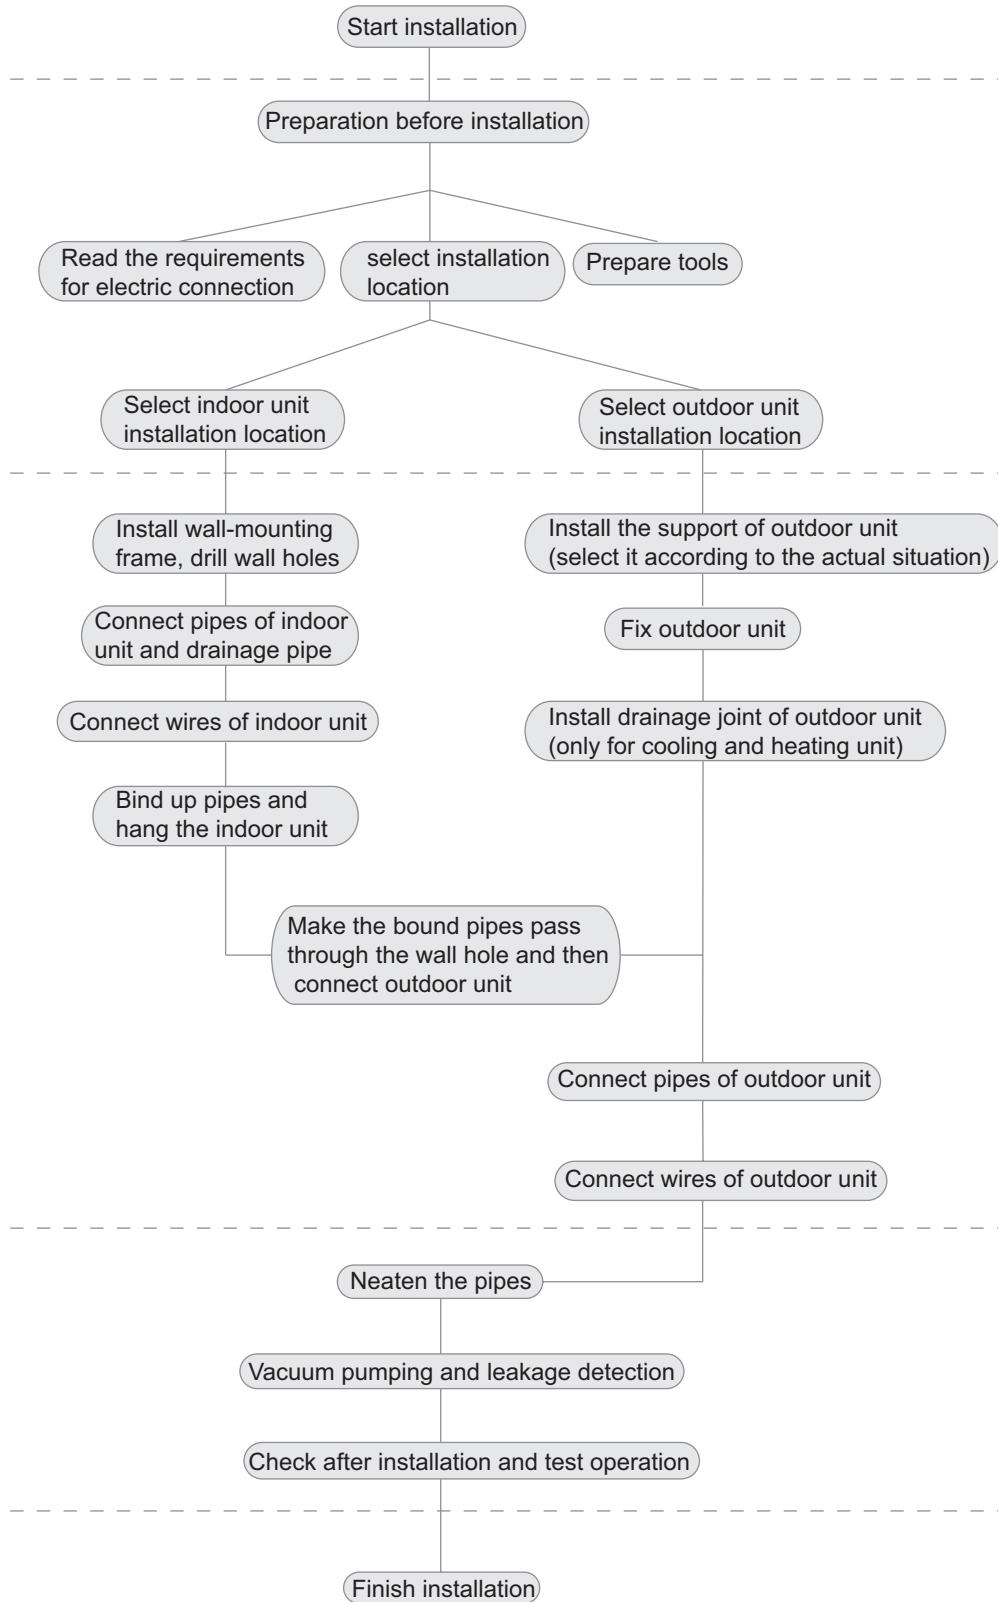 Start installation
Preparation before installation
Read the requirements
for electric connection
select installation
location
Prepare tools
Select indoor unit
installation location
Select outdoor unit
installation location
Install wall-mounting
frame, drill wall holes
Install the support of outdoor unit
(select it according to the actual situation)
Connect pipes of indoor
unit and drainage pipe
Fix outdoor unit
Connect wires of indoor unit
Install drainage joint of outdoor unit
(only for cooling and heating unit)
Bind up pipes and
hang the indoor unit
Make the bound pipes pass
through the wall hole and then
connect outdoor unit
Connect pipes of outdoor unit
Connect wires of outdoor unit
Neaten the pipes
Vacuum pumping and leakage detection
Check after installation and test operation
Finish installation